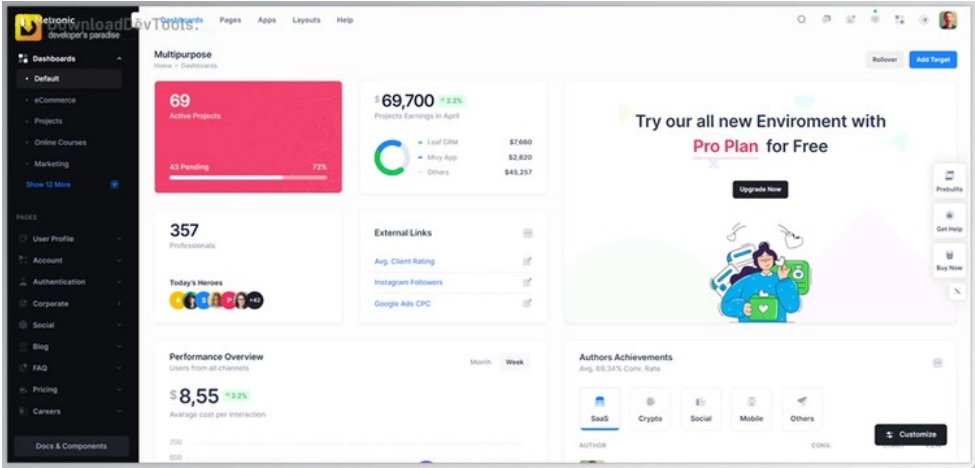 Metronic
DownloadDevTools.
developer's paradise
Dashboards Pages Apps Layouts Help
Multipurpose
Home - Dashboards
Rollover
Add Target
Dashboards
Default
eCommerce
Projects
Online Courses
Marketing
Show 12 More
PAGES
User Profile
Account
Authentication
Corporate
Social
Blog
FAQ
Pricing
Careers
Docs & Components
69
Active Projects
43 Pending 72%
$69,700 2.2%
Projects Earnings in April
Leaf CRM $7,660
Mivy App $2,820
Others $45,257
Try our all new Enviroment with
Pro Plan for Free
Upgrade Now
Prebuilts
Get Help
Buy Now
357
Professionals
Today's Heroes
A S P +42
External Links
Avg. Client Rating
Instagram Followers
Google Ads CPC
Performance Overview
Users from all channels
Month Week
$8,55 2.2%
Avarage cost per interaction
700
600
Authors Achievements
Avg. 69.34% Conv. Rate
SaaS Crypto Social Mobile Others
AUTHOR CONV.
Customize